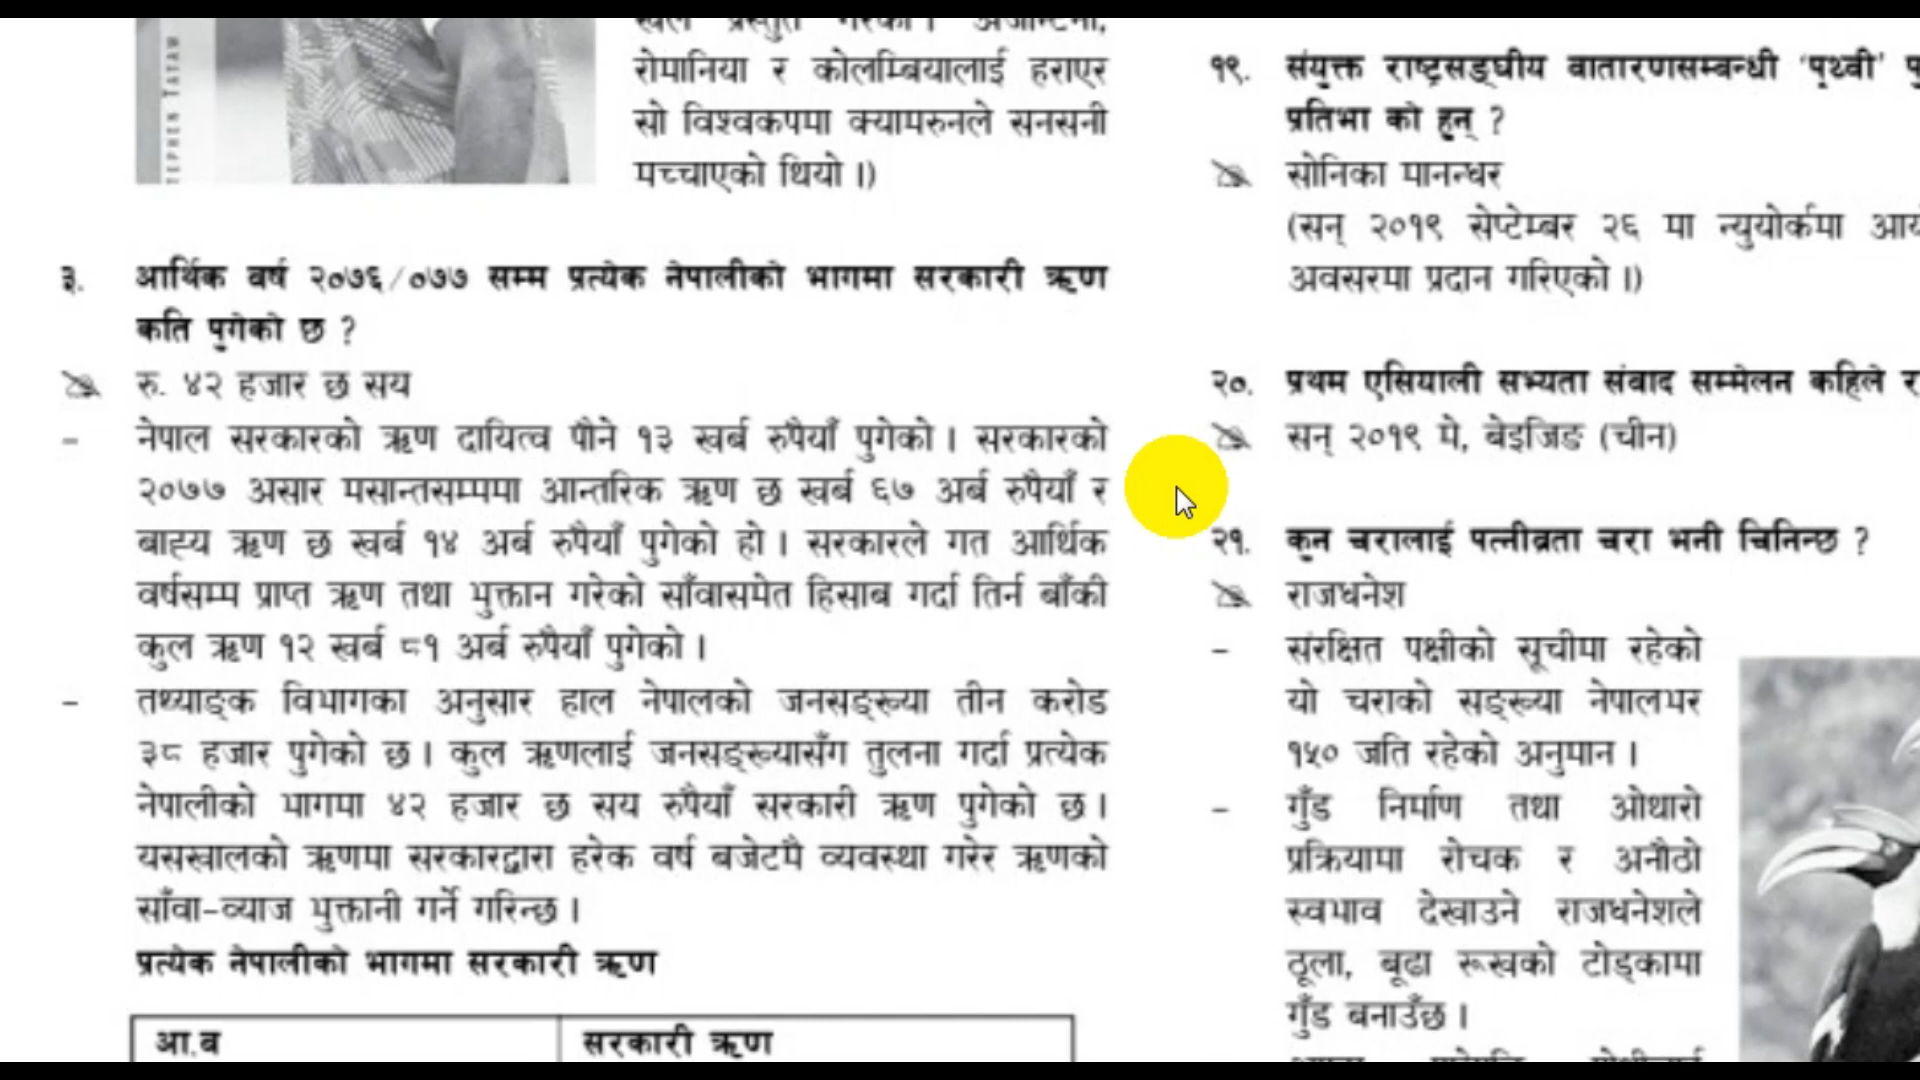 TEPHEN TATAM
रोमानिया र कोलम्बियालाई हराएर
सो विश्वकपमा क्यामरुनले सनसनी
मच्चाएको थियो ।)
३. आर्थिक वर्ष २०७६/०७७ सम्म प्रत्येक नेपालीको भागमा सरकारी ऋण
कति पुगेको छ ?
रु. ४२ हजार छ सय
- नेपाल सरकारको ऋण दायित्व पौने १३ खर्ब रुपैयाँ पुगेको । सरकारको
२०७७ असार मसान्तसम्ममा आन्तरिक ऋण छ खर्ब ६७ अर्ब रुपैयाँ र
बाह्य ऋण छ खर्ब १४ अर्ब रुपैयाँ पुगेको हो । सरकारले गत आर्थिक
वर्षसम्म प्राप्त ऋण तथा भुक्तान गरेको साँवासमेत हिसाब गर्दा तिर्न बाँकी
कुल ऋण १२ खर्ब ८१ अर्ब रुपैयाँ पुगेको ।
- तथ्याङ्क विभागका अनुसार हाल नेपालको जनसङ्ख्या तीन करोड
३८ हजार पुगेको छ । कुल ऋणलाई जनसङ्ख्यासँग तुलना गर्दा प्रत्येक
नेपालीको भागमा ४२ हजार छ सय रुपैयाँ सरकारी ऋण पुगेको छ ।
यसखालको ऋणमा सरकारद्वारा हरेक वर्ष बजेटमै व्यवस्था गरेर ऋणको
साँवा-व्याज भुक्तानी गर्ने गरिन्छ ।
प्रत्येक नेपालीको भागमा सरकारी ऋण
आ.ब सरकारी ऋण
१९. संयुक्त राष्ट्रसङ्घीय वातारणसम्बन्धी 'पृथ्वी'
प्रतिभा को हुन् ?
सोनिका मानन्धर
(सन् २०१९ सेप्टेम्बर २६ मा न्युयोर्कमा
अवसरमा प्रदान गरिएको ।)
२०. प्रथम एसियाली सभ्यता संवाद सम्मेलन कहिले र
सन् २०१९ मे, बेइजिङ (चीन)
२१. कुन चरालाई पत्नीव्रता चरा भनी चिनिन्छ ?
राजधनेश
- संरक्षित पक्षीको सूचीमा रहेको
यो चराको सङ्ख्या नेपालभर
१५० जति रहेको अनुमान ।
- गुँड निर्माण तथा ओथारो
प्रक्रियामा रोचक र अनौठो
स्वभाव देखाउने राजधनेशले
ठूला, बूढा रूखको टोड्कामा
गुँड बनाउँछ ।